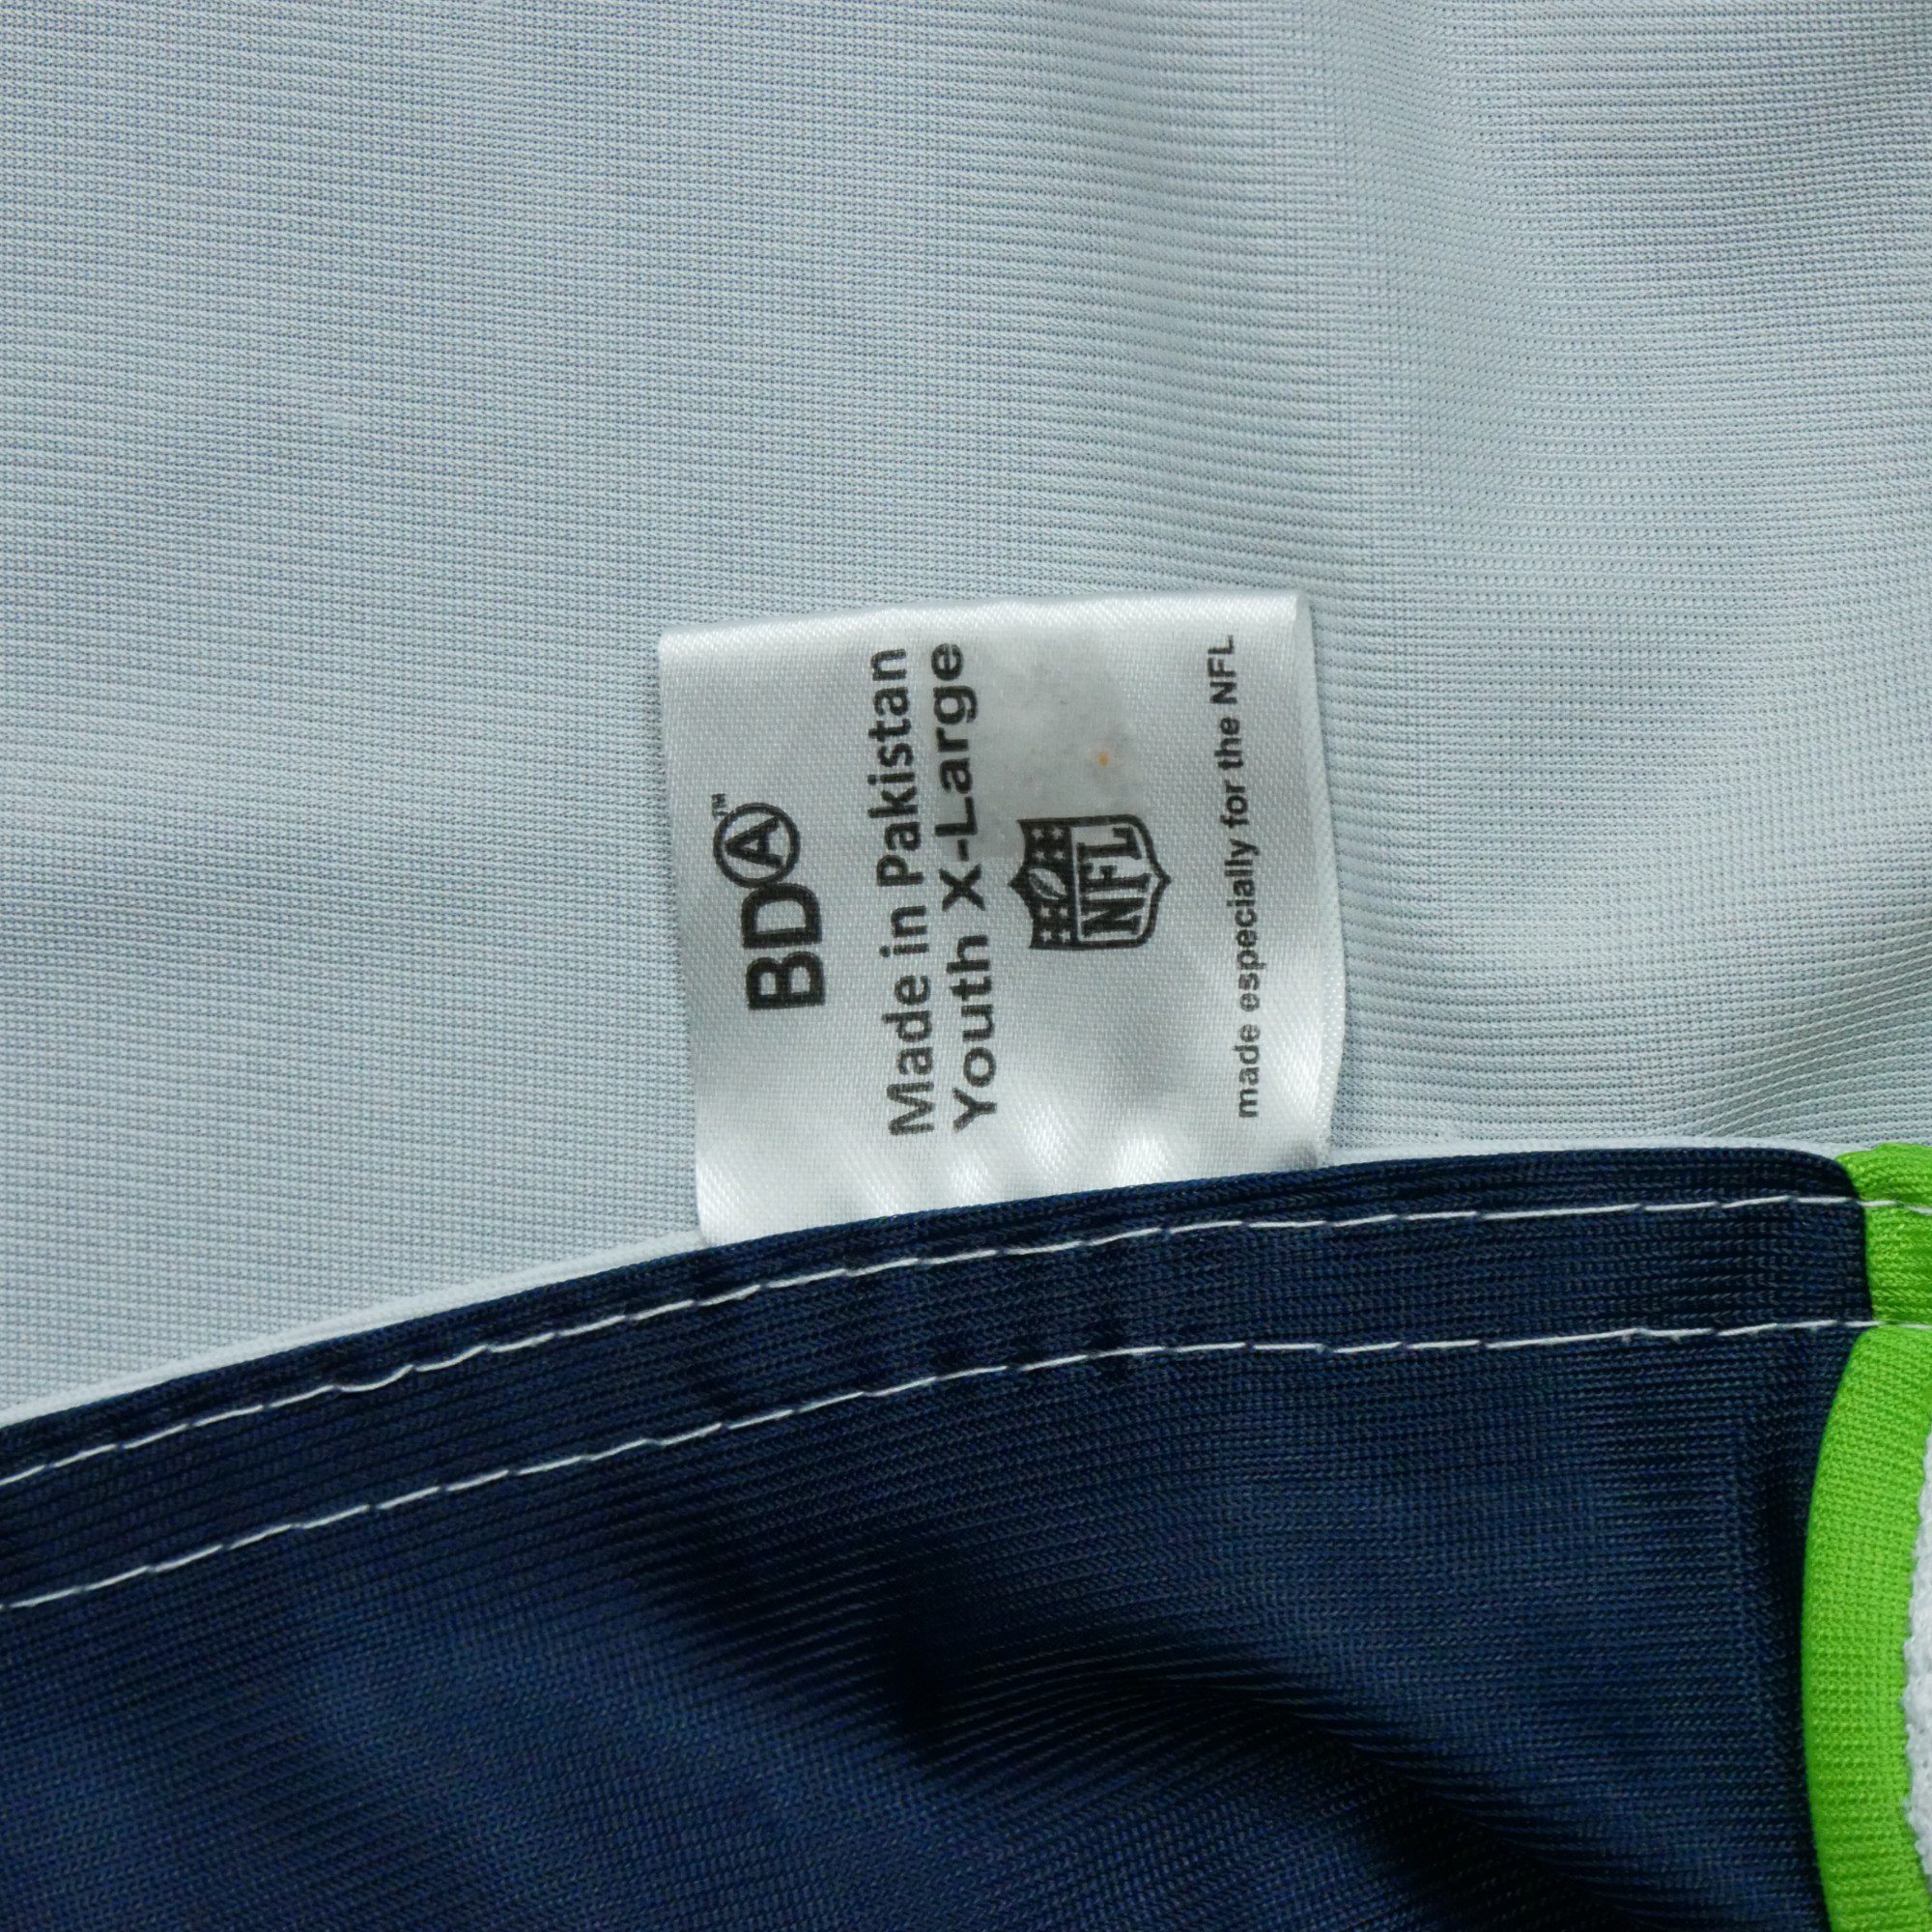 BDA™
Made in Pakistan
Youth X-Large
NFL
made especially for the NFL